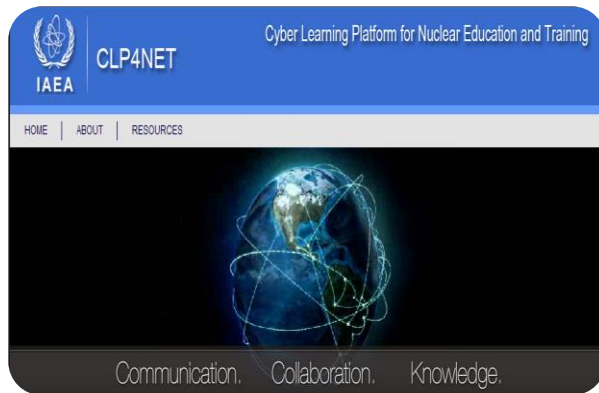 Cyber Learning Platform for Nuclear Education and Training
CLP4NET
IAEA
HOME | ABOUT | RESOURCES
Communication. Collaboration. Knowledge.